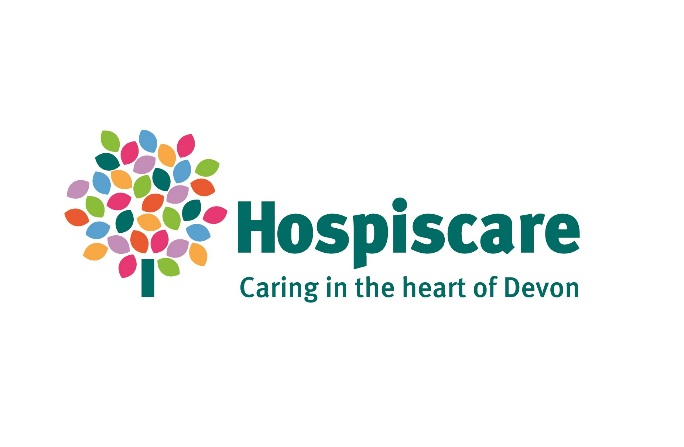 Hospiscare
Caring in the heart of Devon